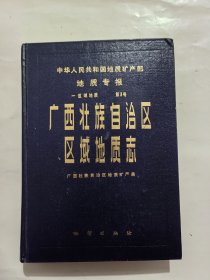 中华人民共和国地质矿产部
地质专报
一 区域地质 第3号
广西壮族自治区
区域地质志
广西壮族自治区地质矿产局
地质出版社